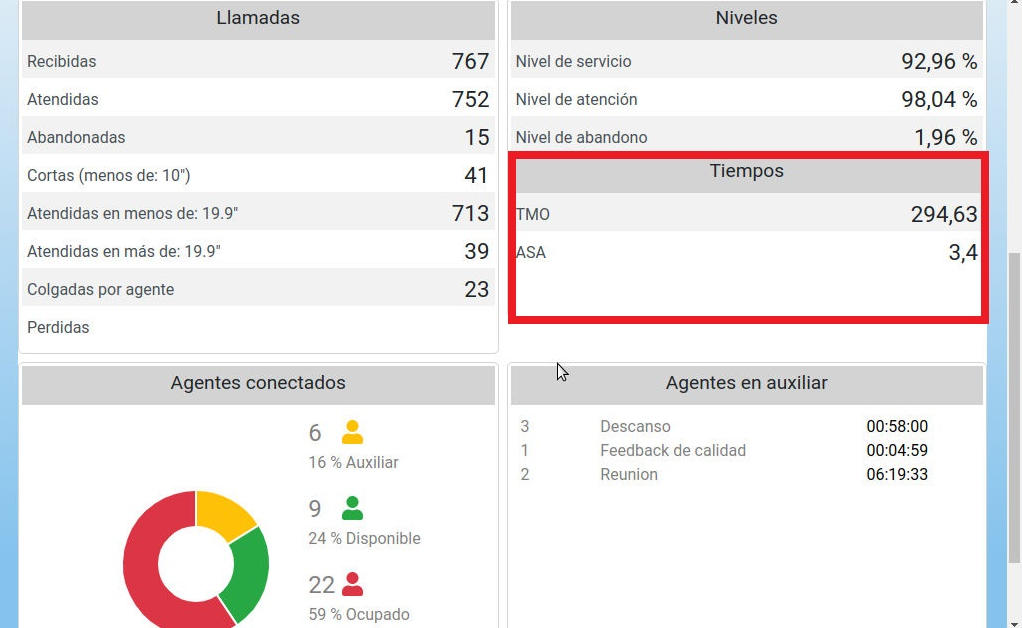 Llamadas
Recibidas 767
Atendidas 752
Abandonadas 15
Cortas (menos de: 10") 41
Atendidas en menos de: 19.9" 713
Atendidas en más de: 19.9" 39
Colgadas por agente 23
Perdidas
Niveles
Nivel de servicio 92,96 %
Nivel de atención 98,04 %
Nivel de abandono 1,96 %
Tiempos
TMO 294,63
ASA 3,4
Agentes conectados
6
16 % Auxiliar
9
24 % Disponible
22
59 % Ocupado
Agentes en auxiliar
3 Descanso 00:58:00
1 Feedback de calidad 00:04:59
2 Reunion 06:19:33